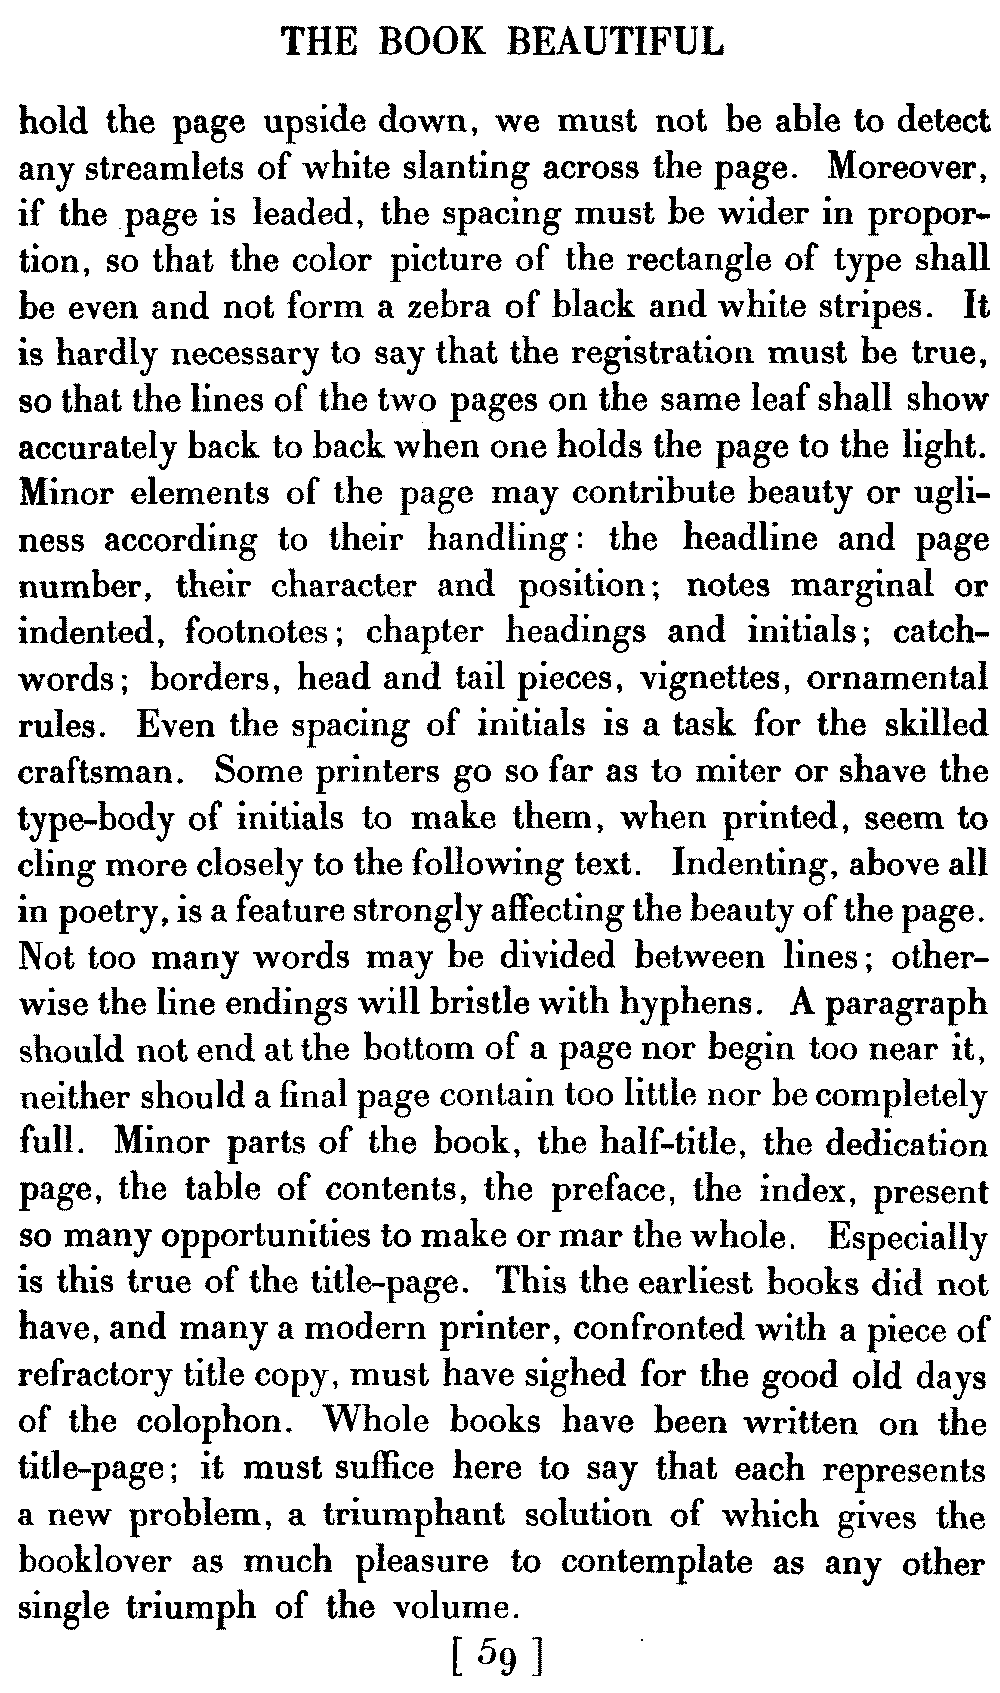 THE BOOK BEAUTIFUL
hold the page upside down, we must not be able to detect
any streamlets of white slanting across the page. Moreover,
if the page is leaded, the spacing must be wider in propor-
tion, so that the color picture of the rectangle of type shall
be even and not form a zebra of black and white stripes. It
is hardly necessary to say that the registration must be true,
so that the lines of the two pages on the same leaf shall show
accurately back to back when one holds the page to the light.
Minor elements of the page may contribute beauty or ugli-
ness according to their handling: the headline and page
number, their character and position; notes marginal or
indented, footnotes; chapter headings and initials; catch-
words; borders, head and tail pieces, vignettes, ornamental
rules. Even the spacing of initials is a task for the skilled
craftsman. Some printers go so far as to miter or shave the
type-body of initials to make them, when printed, seem to
cling more closely to the following text. Indenting, above all
in poetry, is a feature strongly affecting the beauty of the page.
Not too many words may be divided between lines; other-
wise the line endings will bristle with hyphens. A paragraph
should not end at the bottom of a page nor begin too near it,
neither should a final page contain too little nor be completely
full. Minor parts of the book, the half-title, the dedication
page, the table of contents, the preface, the index, present
so many opportunities to make or mar the whole. Especially
is this true of the title-page. This the earliest books did not
have, and many a modern printer, confronted with a piece of
refractory title copy, must have sighed for the good old days
of the colophon. Whole books have been written on the
title-page; it must suffice here to say that each represents
a new problem, a triumphant solution of which gives the
booklover as much pleasure to contemplate as any other
single triumph of the volume.
[ 59 ]